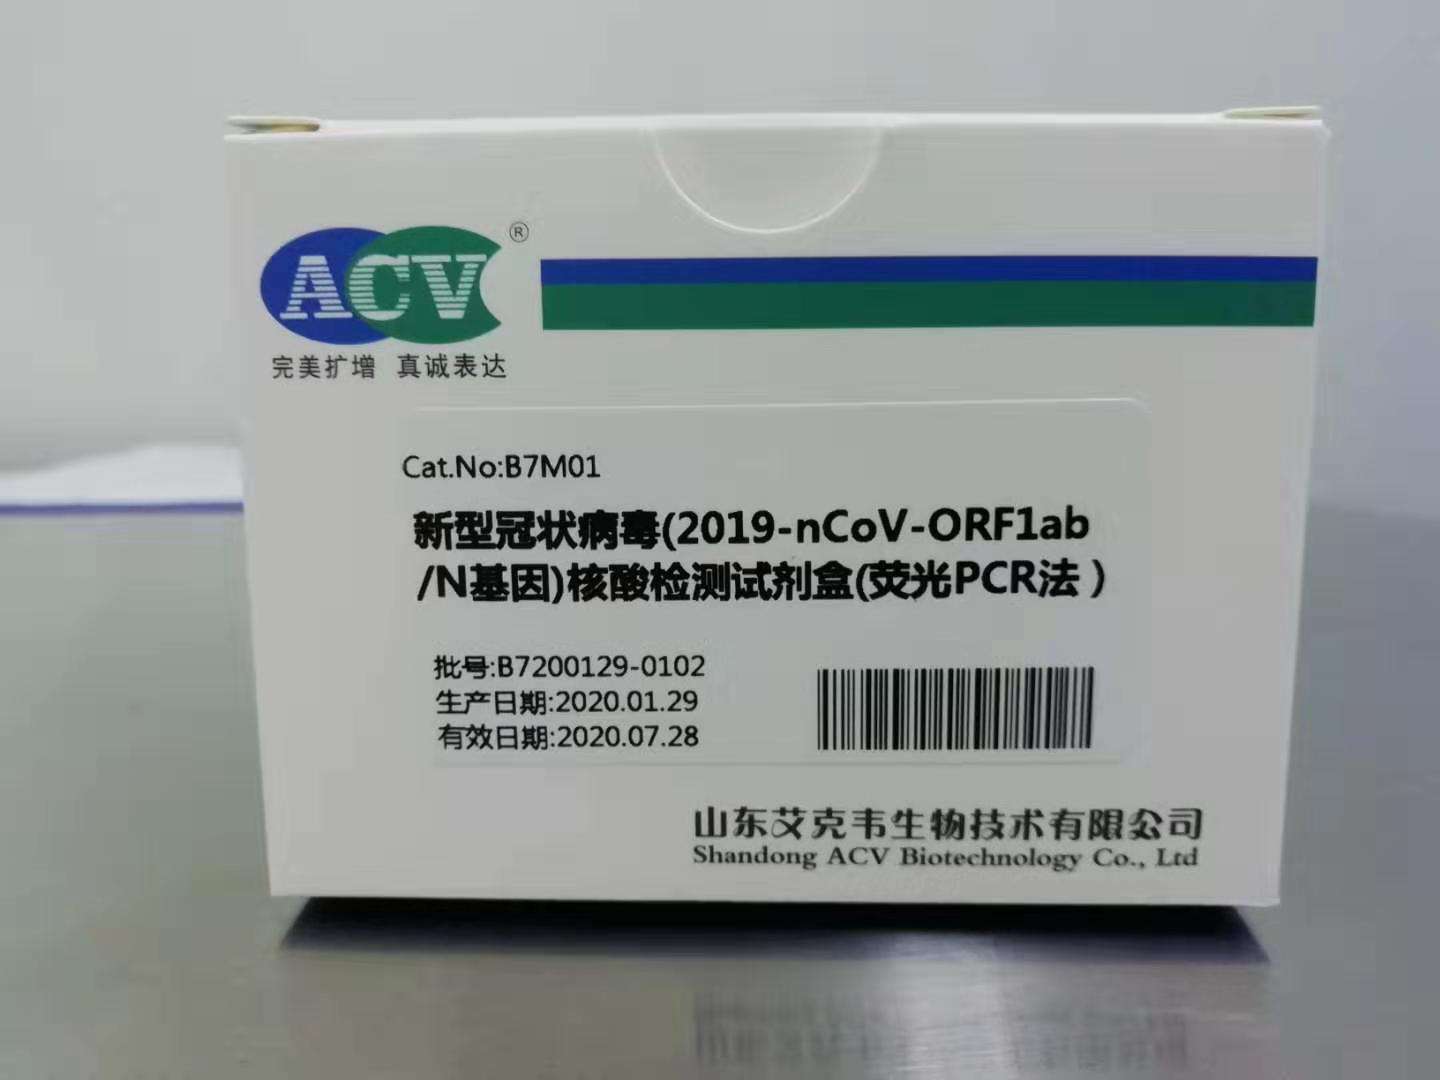 ACV®
完美扩增 真诚表达
Cat.No:B7M01
新型冠状病毒(2019-nCoV-ORF1ab
/N基因)核酸检测试剂盒(荧光PCR法）
批号:B7200129-0102
生产日期:2020.01.29
有效日期:2020.07.28
山东艾克韦生物技术有限公司
Shandong ACV Biotechnology Co., Ltd